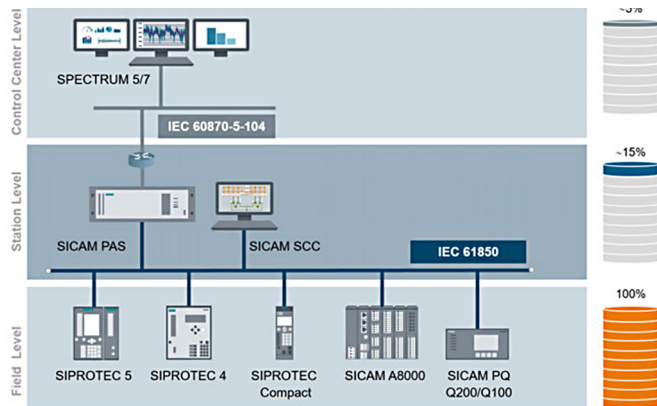 Control Center Level
SPECTRUM 5/7
IEC 60870-5-104
~5%
Station Level
SICAM PAS
SICAM SCC
IEC 61850
~15%
Field Level
SIPROTEC 5
SIPROTEC 4
SIPROTEC
Compact
SICAM A8000
SICAM PQ
Q200/Q100
100%